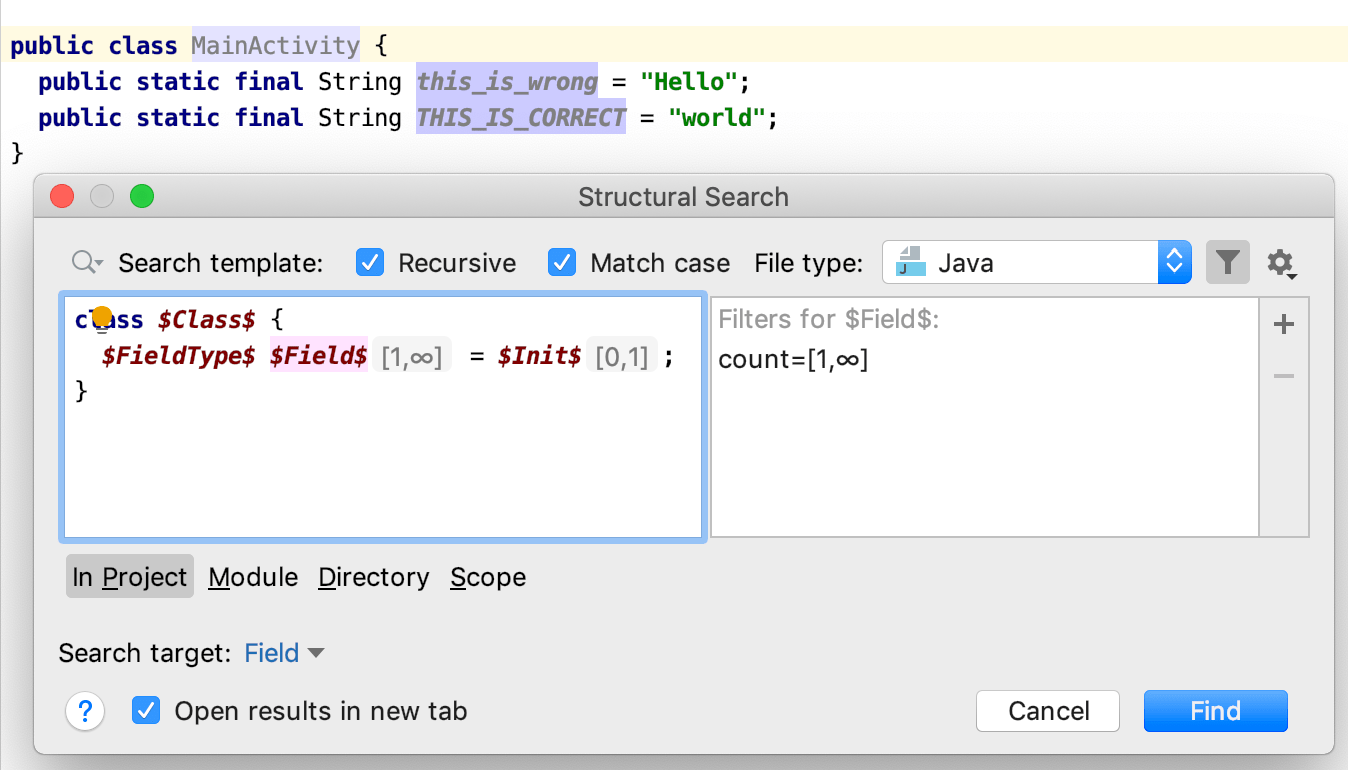 public class MainActivity {
public static final String this_is_wrong = "Hello";
public static final String THIS_IS_CORRECT = "world";
}
Structural Search
Search template: Recursive Match case File type: Java
class $Class$ {
$FieldType$ $Field$ [1,∞] = $Init$ [0,1] ;
}
Filters for $Field$:
count=[1,∞]
In Project Module Directory Scope
Search target: Field
? Open results in new tab Cancel Find